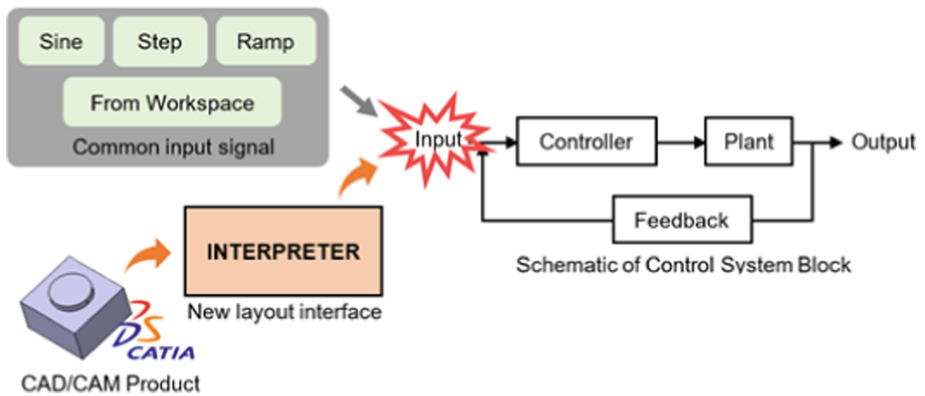 Sine
Step
Ramp
From Workspace
Common input signal
Input
Controller
Plant
Output
Feedback
Schematic of Control System Block
INTERPRETER
New layout interface
DS
CATIA
CAD/CAM Product